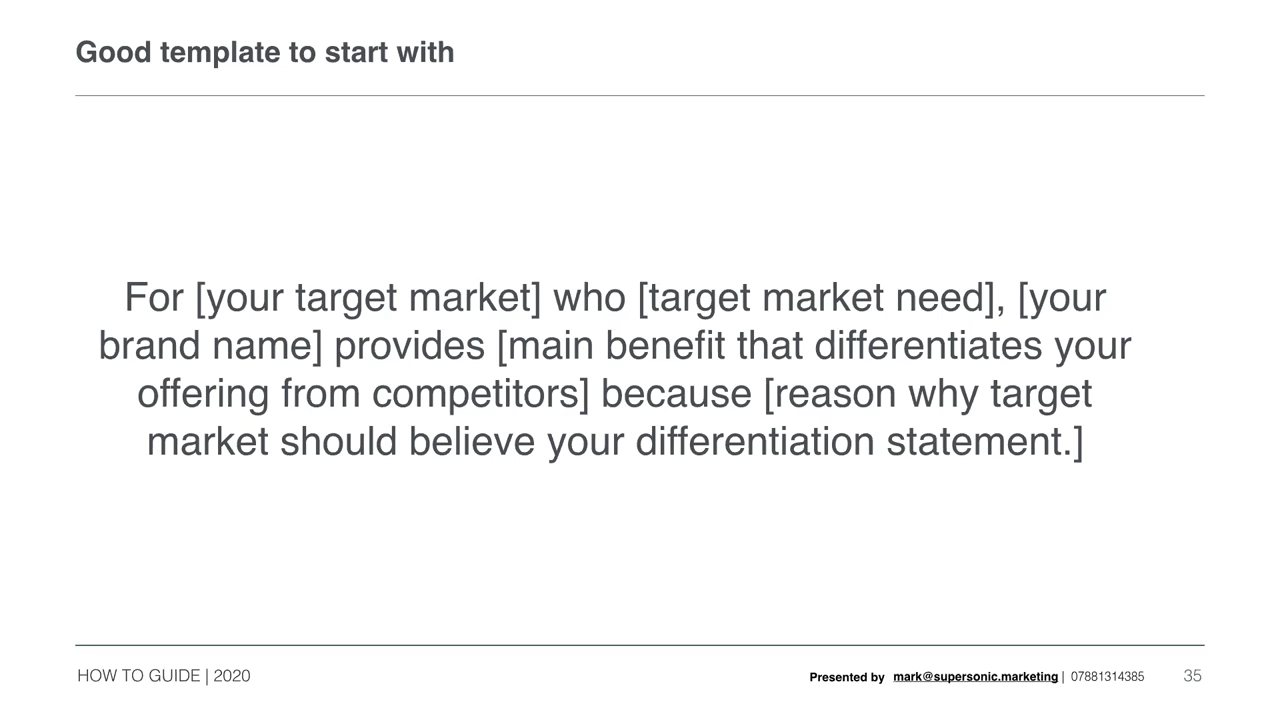 Good template to start with
For [your target market] who [target market need], [your
brand name] provides [main benefit that differentiates your
offering from competitors] because [reason why target
market should believe your differentiation statement.]
HOW TO GUIDE | 2020
Presented by mark@supersonic.marketing | 07881314385
35